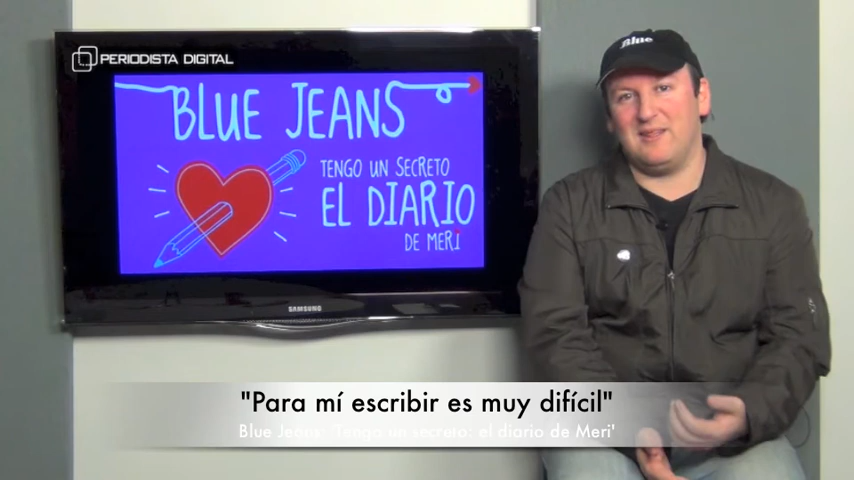 PERIODISTA DIGITAL
BLUE JEANS
TENGO UN SECRETO
EL DIARIO
DE MERI
SAMSUNG
Blue
"Para mí escribir es muy difícil"
Blue Jeans: 'Tengo un secreto: el diario de Meri'